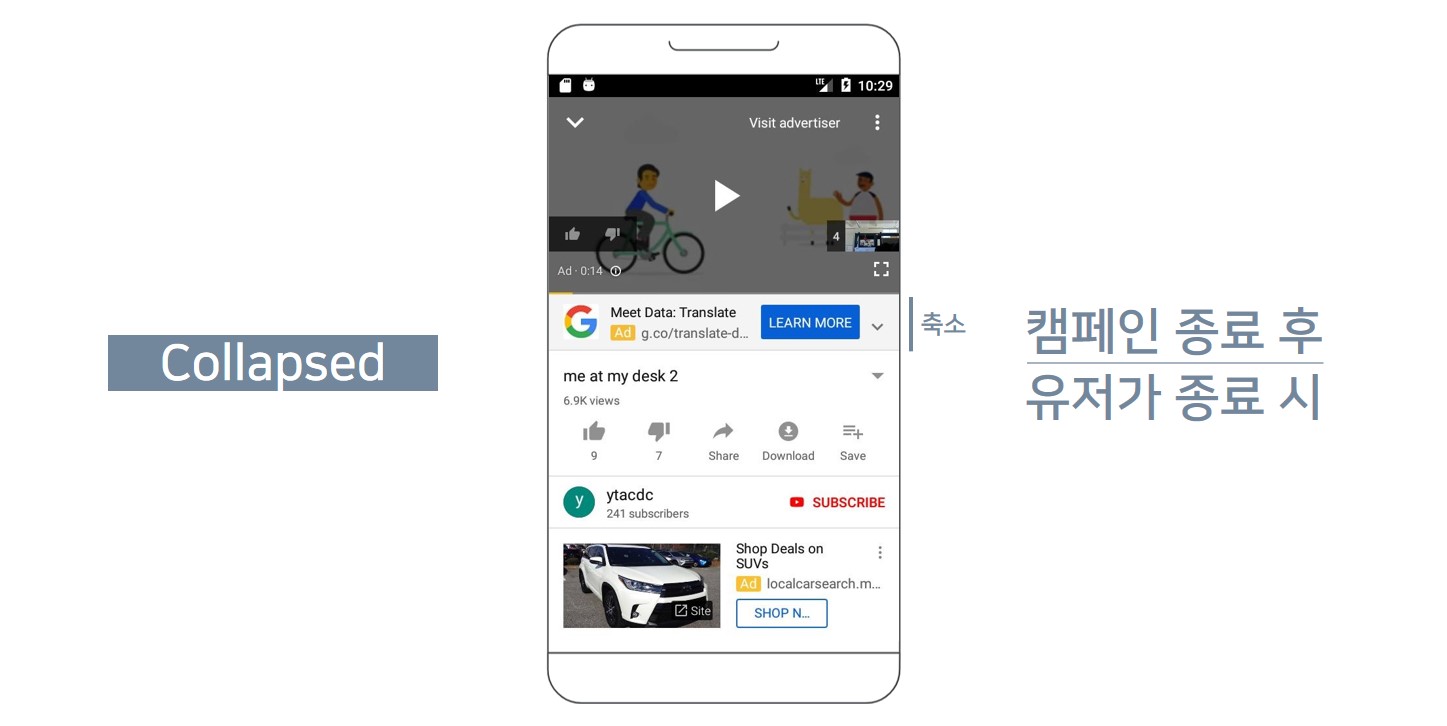 Collapsed
LTE
10:29
Visit advertiser
4
Ad · 0:14
Meet Data: Translate
Ad g.co/translate-d...
LEARN MORE
축소
me at my desk 2
6.9K views
9
7
Share
Download
Save
y
ytacdc
241 subscribers
SUBSCRIBE
Site
Shop Deals on
SUVs
Ad localcarsearch.m...
SHOP N...
캠페인 종료 후
유저가 종료 시